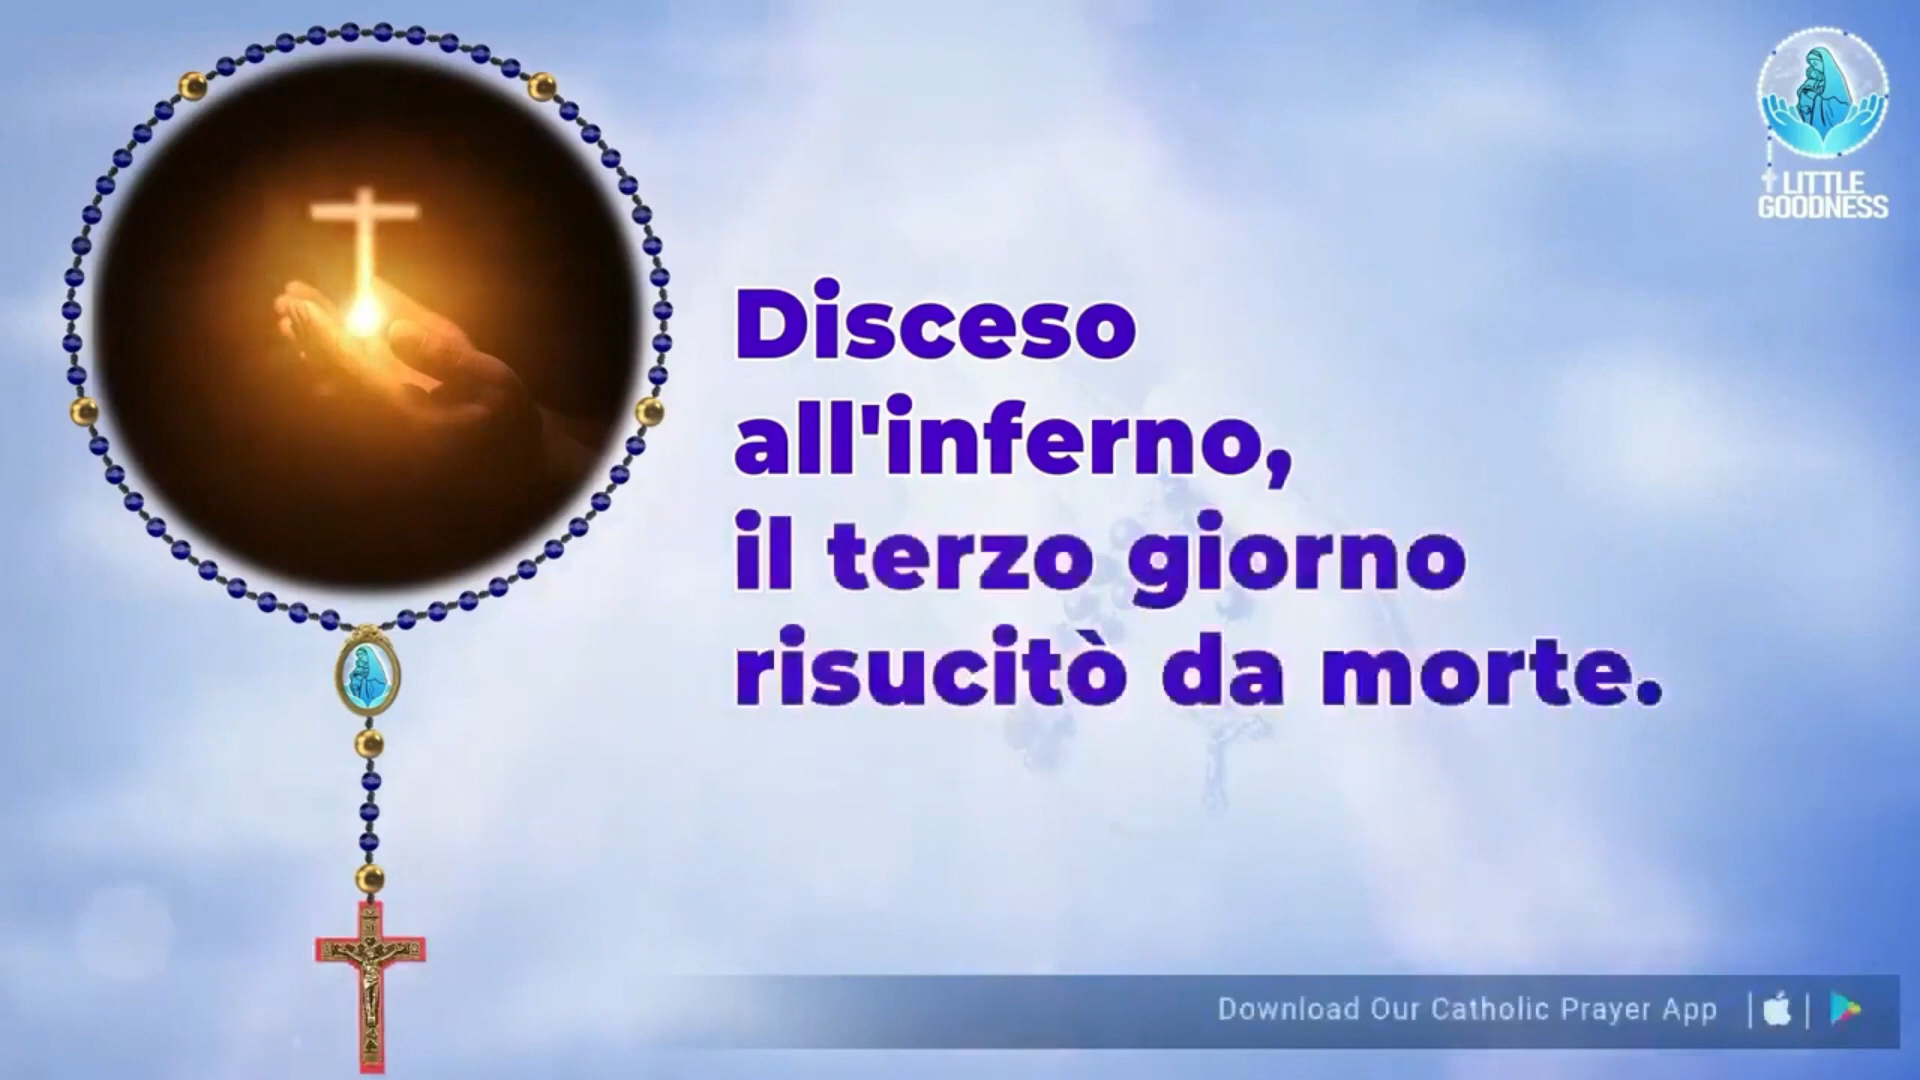 LITTLE
GOODNESS
Disceso
all'inferno,
il terzo giorno
risucitò da morte.
Download Our Catholic Prayer App